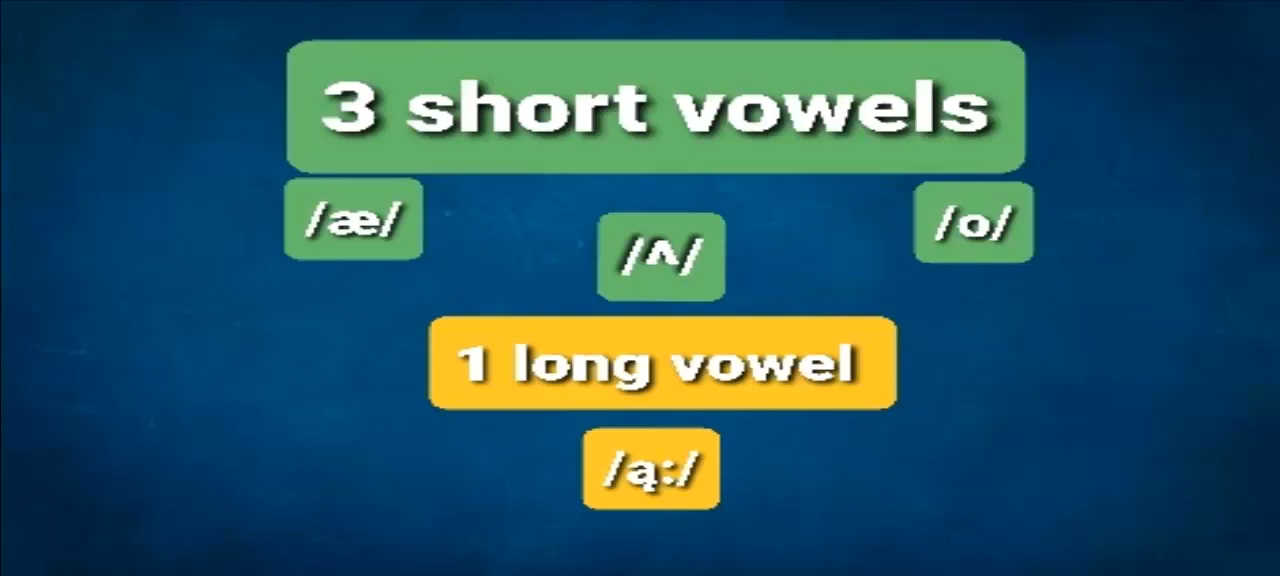 3 short vowels
/æ/ /^/ /o/
1 long vowel
/ą:/